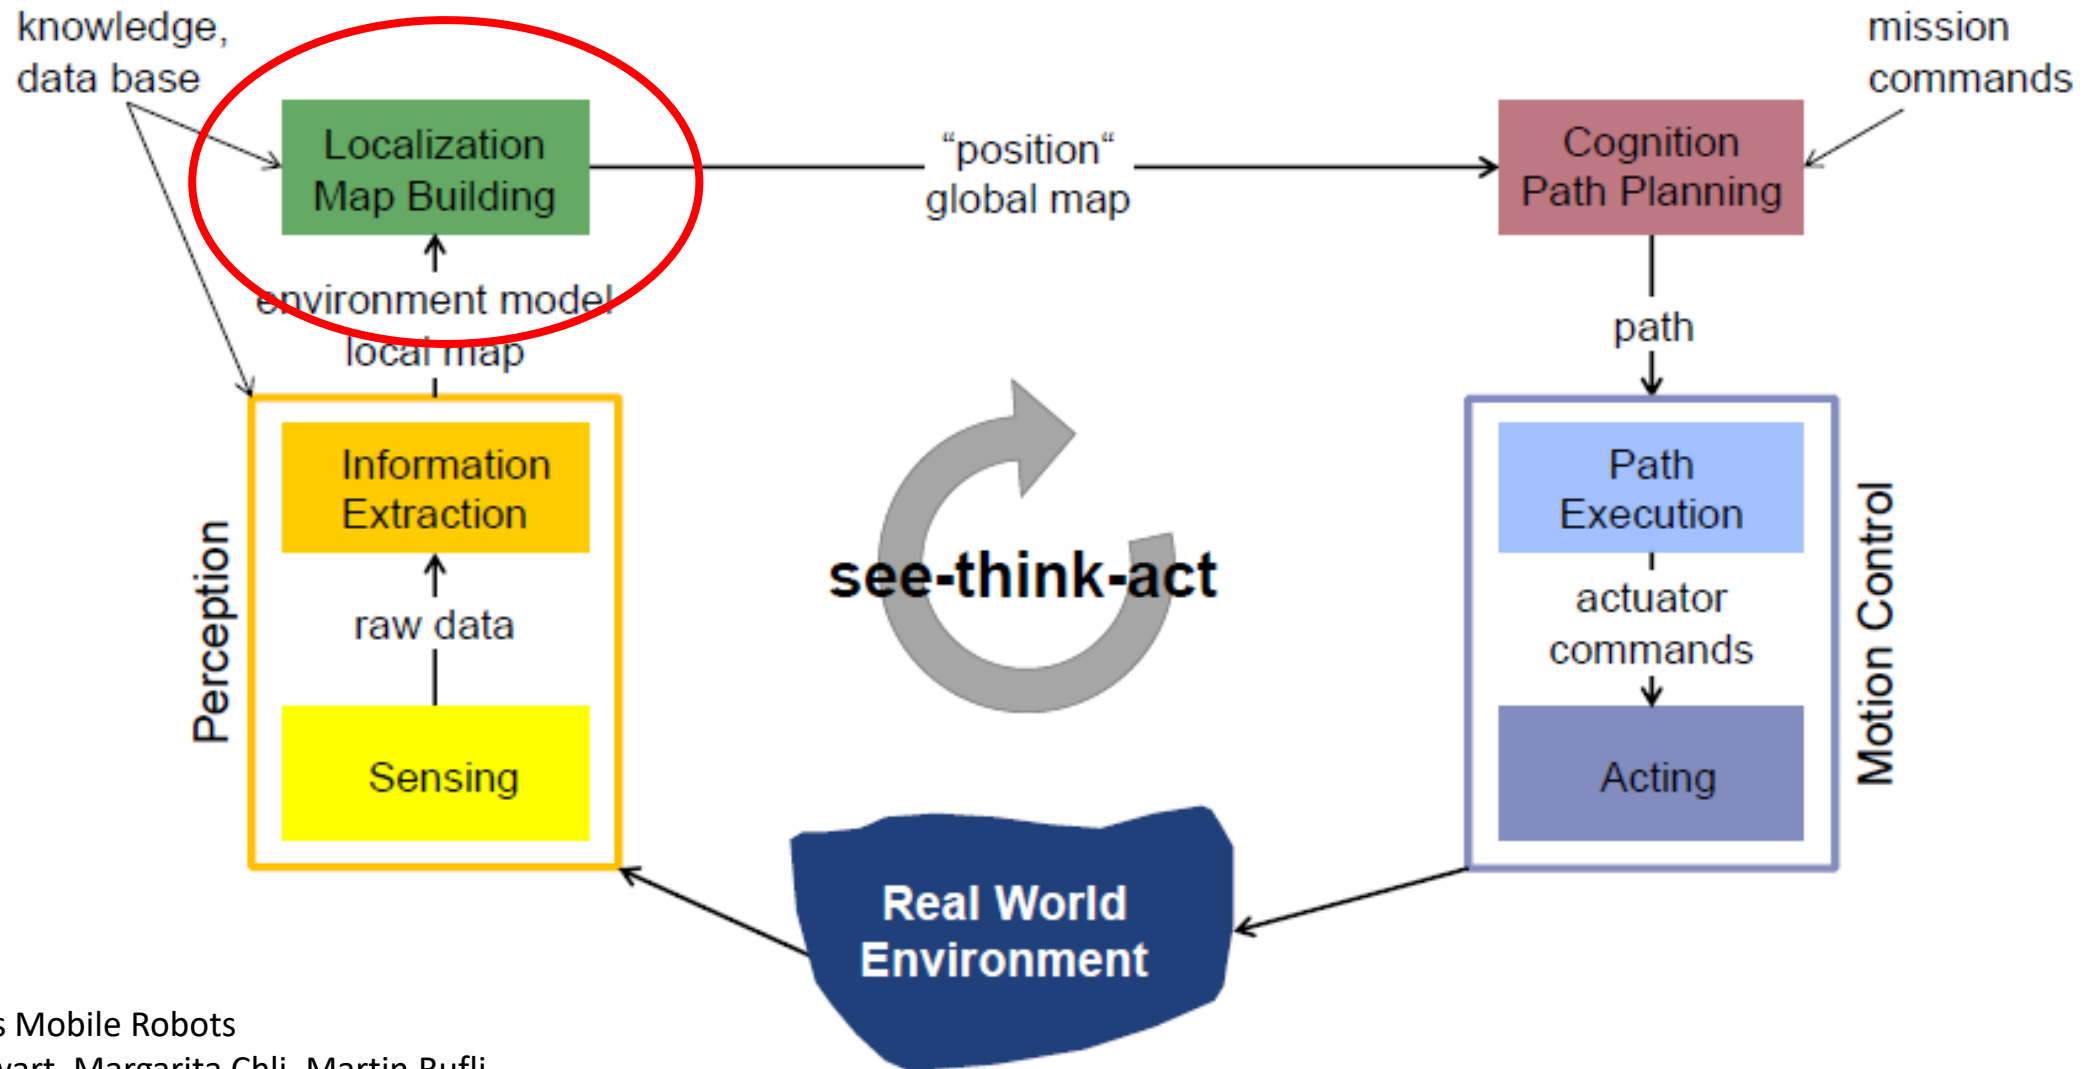 knowledge,
data base
mission
commands
Localization
Map Building
“position“
global map
Cognition
Path Planning
environment model
local map
path
Information
Extraction
Path
Execution
Perception
raw data
see-think-act
actuator
commands
Motion Control
Sensing
Acting
Real World
Environment
s Mobile Robots
wart, Margarita Chli, Martin Rufli